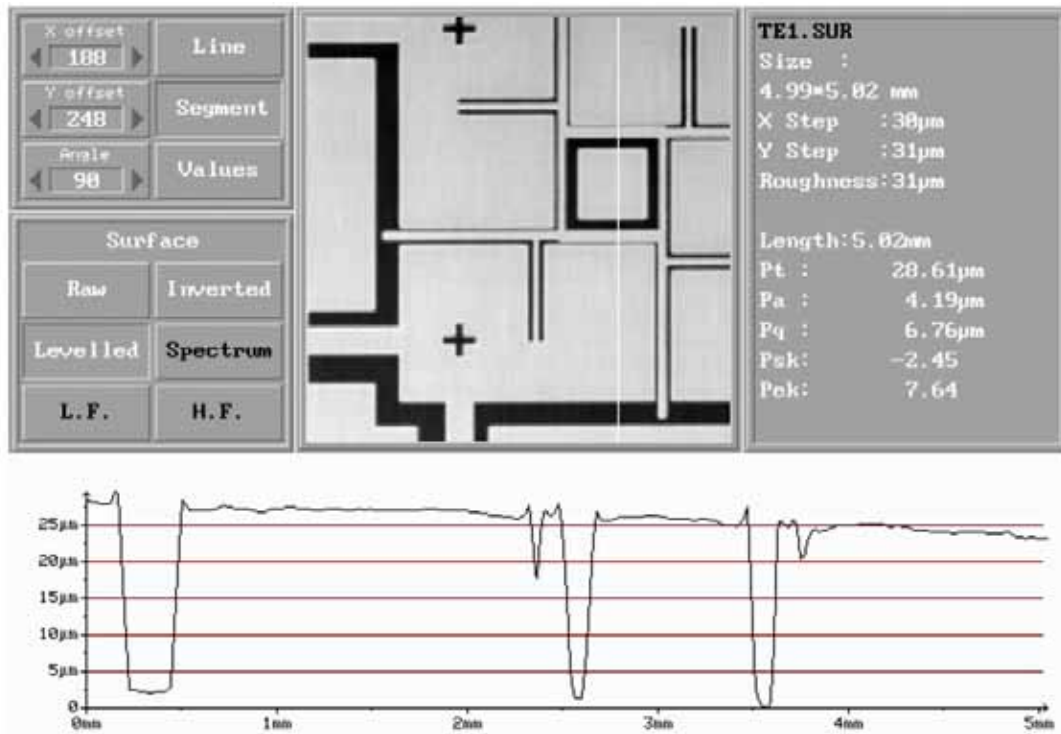 X offset
188
Line
Y offset
248
Segment
Angle
90
Values
Surface
Raw
Inverted
Levelled
Spectrum
L.F.
H.F.
TE1.SUR
Size :
4.99*5.02 mm
X Step :30µm
Y Step :31µm
Roughness:31µm
Length:5.02mm
Pt : 28.61µm
Pa : 4.19µm
Pq : 6.76µm
Psk: -2.45
Pek: 7.64
25µm
20µm
15µm
10µm
5µm
0
0mm 1mm 2mm 3mm 4mm 5mm